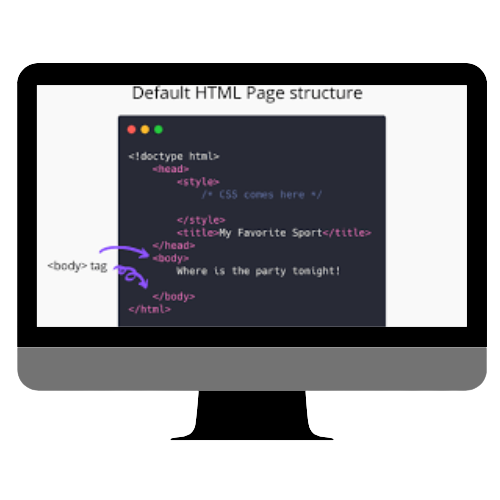 Default HTML Page structure
<!doctype html>
<head>
<style>
/* CSS comes here */
</style>
<title>My Favorite Sport</title>
</head>
<body> tag
<body>
Where is the party tomight!
</body>
</html>